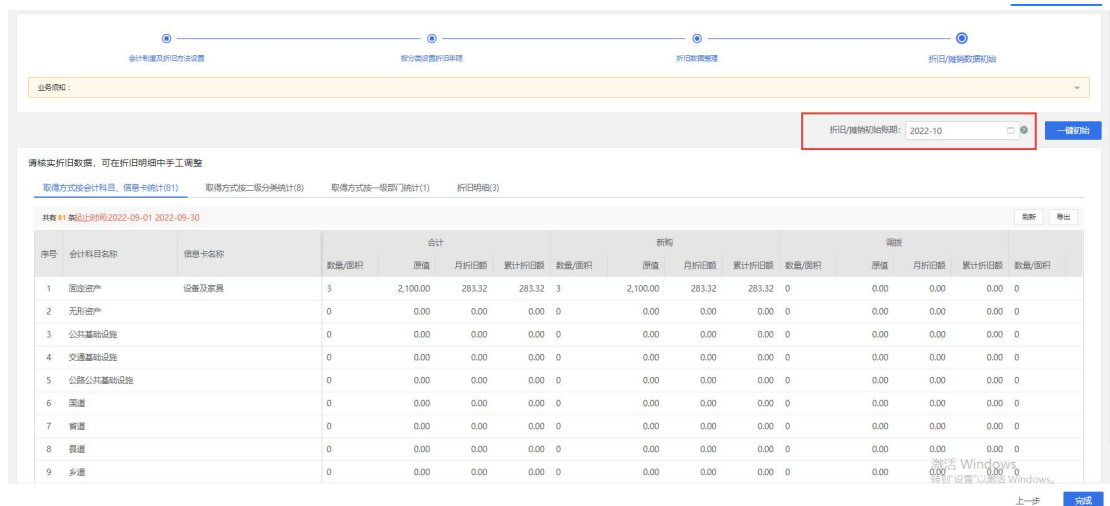 会计制度及折旧方法设置 按分类设置折旧年限 折旧数据整理 折旧/摊销数据初始
业务须知：
折旧/摊销初始账期： 2022-10 一键初始
请核实折旧数据，可在折旧明细中手工调整
取得方式按会计科目、信息卡统计(81) 取得方式按二级分类统计(8) 取得方式按一级部门统计(1) 折旧明细(3)
共有 81 条起止时间:2022-09-01 2022-09-30 刷新 导出
序号 会计科目名称 信息卡名称 合计 新购 调拨
数量/面积 原值 月折旧额 累计折旧额 数量/面积 原值 月折旧额 累计折旧额 数量/面积 原值 月折旧额 累计折旧额 数量/面积
1 固定资产 设备及家具 3 2,100.00 283.32 283.32 3 2,100.00 283.32 283.32 0 0.00 0.00 0.00 0
2 无形资产 0 0.00 0.00 0.00 0 0.00 0.00 0.00 0 0.00 0.00 0.00 0
3 公共基础设施 0 0.00 0.00 0.00 0 0.00 0.00 0.00 0 0.00 0.00 0.00 0
4 交通基础设施 0 0.00 0.00 0.00 0 0.00 0.00 0.00 0 0.00 0.00 0.00 0
5 公路公共基础设施 0 0.00 0.00 0.00 0 0.00 0.00 0.00 0 0.00 0.00 0.00 0
6 国道 0 0.00 0.00 0.00 0 0.00 0.00 0.00 0 0.00 0.00 0.00 0
7 省道 0 0.00 0.00 0.00 0 0.00 0.00 0.00 0 0.00 0.00 0.00 0
8 县道 0 0.00 0.00 0.00 0 0.00 0.00 0.00 0 0.00 0.00 0.00 0
9 乡道 0 0.00 0.00 0.00 0 0.00 0.00 0.00 0 0.00 0.00 0.00 0
激活 Windows
转到"设置"以激活 Windows。
上一步 完成